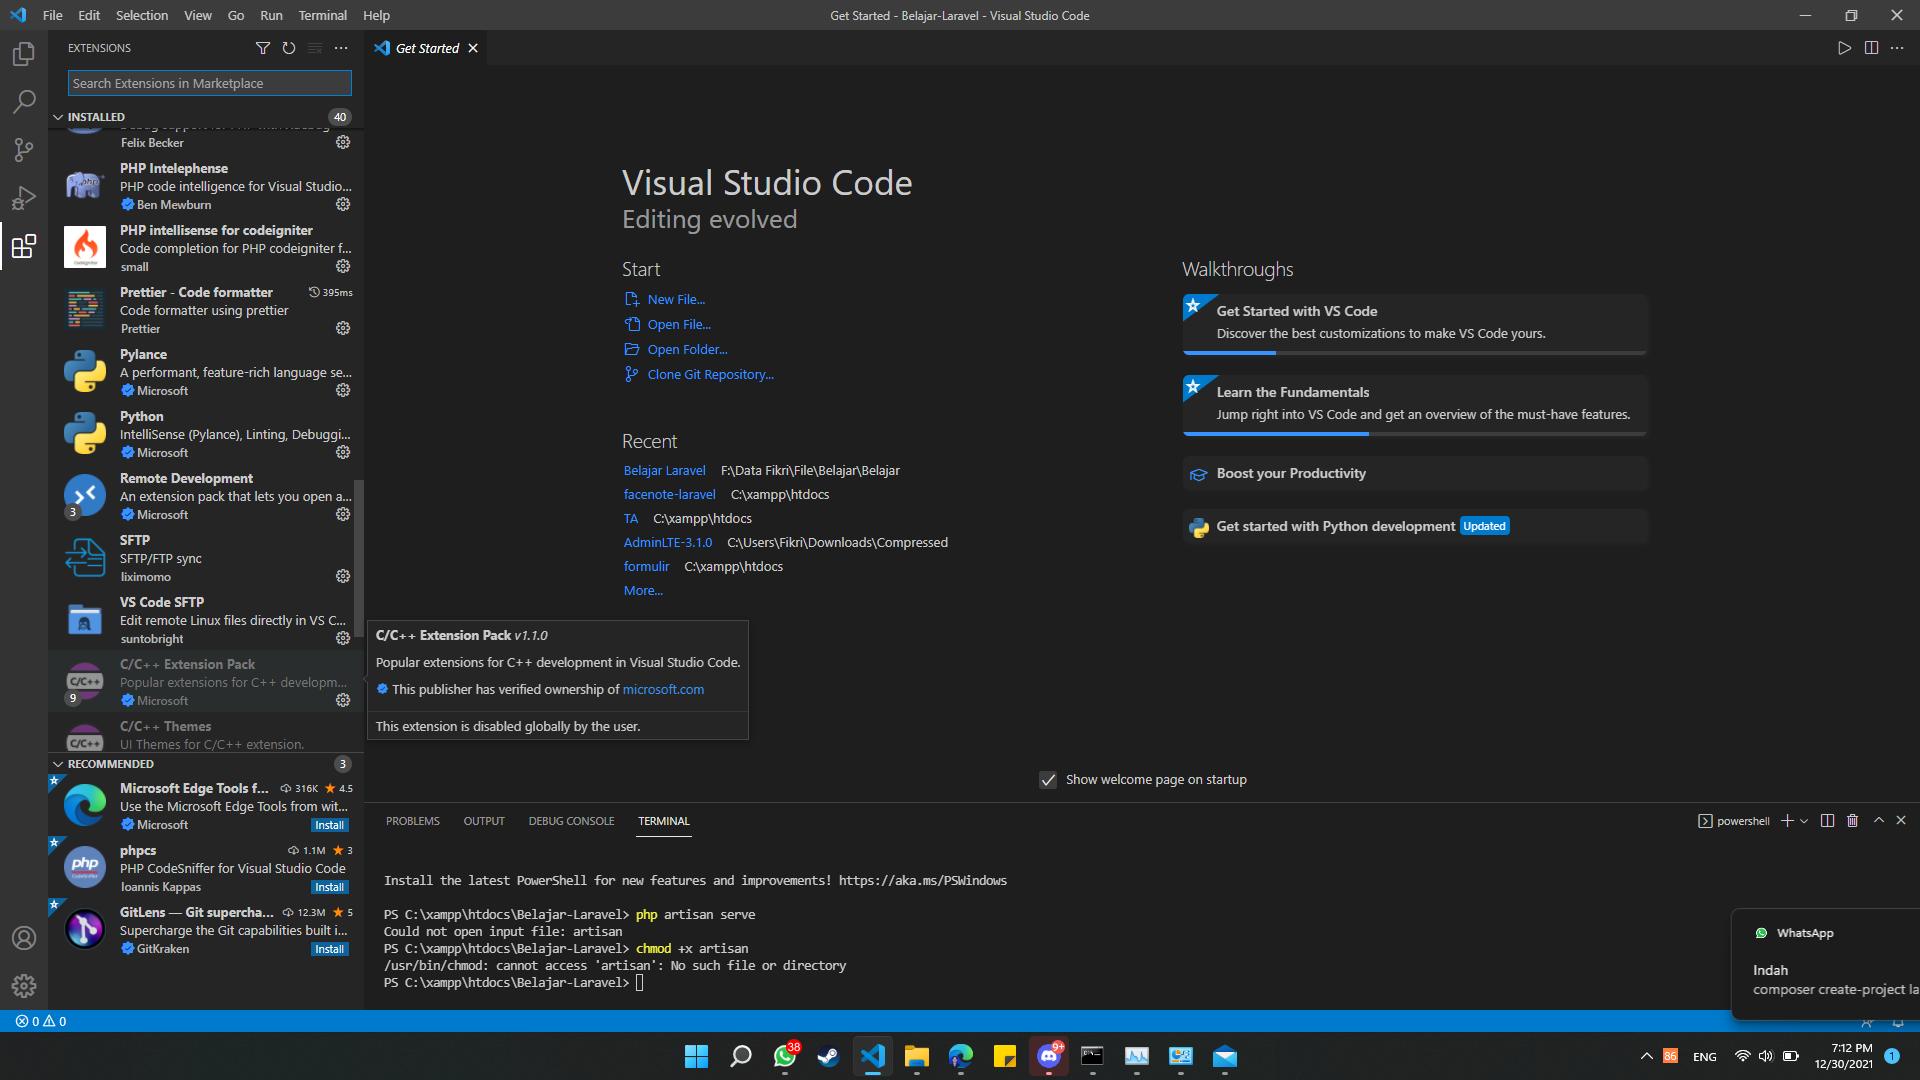 File Edit Selection View Go Run Terminal Help
Get Started - Belajar-Laravel - Visual Studio Code
EXTENSIONS
Search Extensions in Marketplace
INSTALLED 40
Felix Becker
PHP Intelephense
PHP code intelligence for Visual Studio...
Ben Mewburn
PHP intellisense for codeigniter
Code completion for PHP codeigniter f...
small
Prettier - Code formatter 395ms
Code formatter using prettier
Prettier
Pylance
A performant, feature-rich language se...
Microsoft
Python
IntelliSense (Pylance), Linting, Debuggi...
Microsoft
Remote Development
An extension pack that lets you open a...
3 Microsoft
SFTP
SFTP/FTP sync
liximomo
VS Code SFTP
Edit remote Linux files directly in VS C...
suntobright
C/C++ Extension Pack
C/C++ Popular extensions for C++ developm...
9 Microsoft
C/C++ Themes
C/C++ UI Themes for C/C++ extension.
RECOMMENDED 3
Microsoft Edge Tools f... 316K 4.5
Use the Microsoft Edge Tools from wit...
Microsoft Install
phpcs 1.1M 3
PHP CodeSniffer for Visual Studio Code
Ioannis Kappas Install
GitLens — Git supercha... 12.3M 5
Supercharge the Git capabilities built i...
GitKraken Install
Get Started
Visual Studio Code
Editing evolved
Start
New File...
Open File...
Open Folder...
Clone Git Repository...
Recent
Belajar Laravel F:\Data Fikri\File\Belajar\Belajar
facenote-laravel C:\xampp\htdocs
TA C:\xampp\htdocs
AdminLTE-3.1.0 C:\Users\Fikri\Downloads\Compressed
formulir C:\xampp\htdocs
More...
Walkthroughs
Get Started with VS Code
Discover the best customizations to make VS Code yours.
Learn the Fundamentals
Jump right into VS Code and get an overview of the must-have features.
Boost your Productivity
Get started with Python development Updated
C/C++ Extension Pack v1.1.0
Popular extensions for C++ development in Visual Studio Code.
This publisher has verified ownership of microsoft.com
This extension is disabled globally by the user.
Show welcome page on startup
PROBLEMS OUTPUT DEBUG CONSOLE TERMINAL
powershell
Install the latest PowerShell for new features and improvements! https://aka.ms/PSWindows
PS C:\xampp\htdocs\Belajar-Laravel> php artisan serve
Could not open input file: artisan
PS C:\xampp\htdocs\Belajar-Laravel> chmod +x artisan
/usr/bin/chmod: cannot access 'artisan': No such file or directory
PS C:\xampp\htdocs\Belajar-Laravel>
WhatsApp
Indah
composer create-project la
0 0
38
9+
86 ENG
7:12 PM
12/30/2021
1